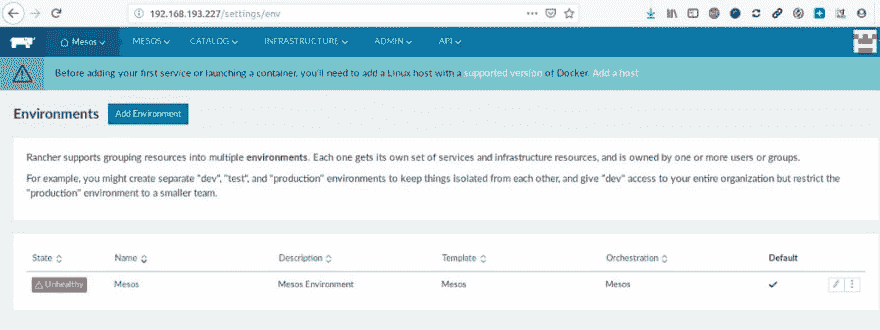 192.168.193.227/settings/env
Mesos MESOS CATALOG INFRASTRUCTURE ADMIN API
Before adding your first service or launching a container, you'll need to add a Linux host with a supported version of Docker. Add a host
Environments Add Environment
Rancher supports grouping resources into multiple environments. Each one gets its own set of services and infrastructure resources, and is owned by one or more users or groups.
For example, you might create separate "dev", "test", and "production" environments to keep things isolated from each other, and give "dev" access to your entire organization but restrict the
"production" environment to a smaller team.
State Name Description Template Orchestration Default
Unhealthy Mesos Mesos Environment Mesos Mesos